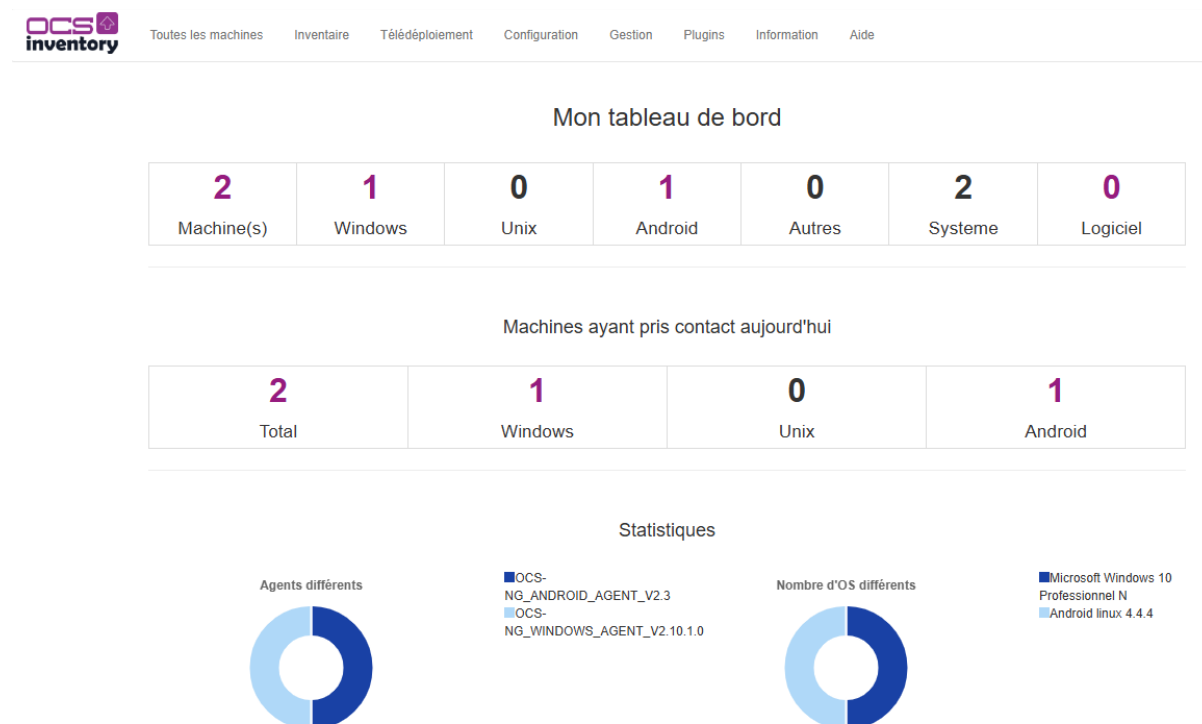 OCS
inventory
Toutes les machines Inventaire Télédéploiement Configuration Gestion Plugins Information Aide
Mon tableau de bord
2 1 0 1 0 2 0
Machine(s) Windows Unix Android Autres Systeme Logiciel
Machines ayant pris contact aujourd'hui
2 1 0 1
Total Windows Unix Android
Statistiques
Agents différents
OCS-
NG_ANDROID_AGENT_V2.3
OCS-
NG_WINDOWS_AGENT_V2.10.1.0
Nombre d'OS différents
Microsoft Windows 10
Professionnel N
Android linux 4.4.4